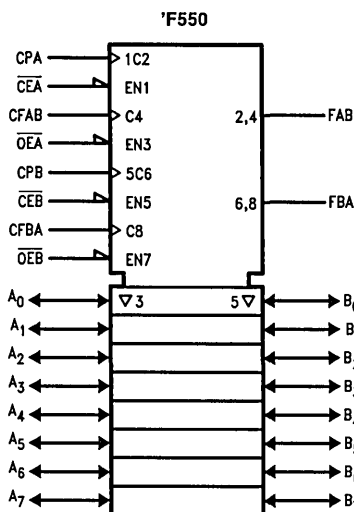 'F550
CPA 1C2
CEA EN1
CFAB C4 2,4 FAB
OEA EN3
CPB 5C6
CEB EN5 6,8 FBA
CFBA C8
OEB EN7
A0 ▽3 5▽ B
A1 B
A2 B
A3 B
A4 B
A5 B
A6 B
A7 B